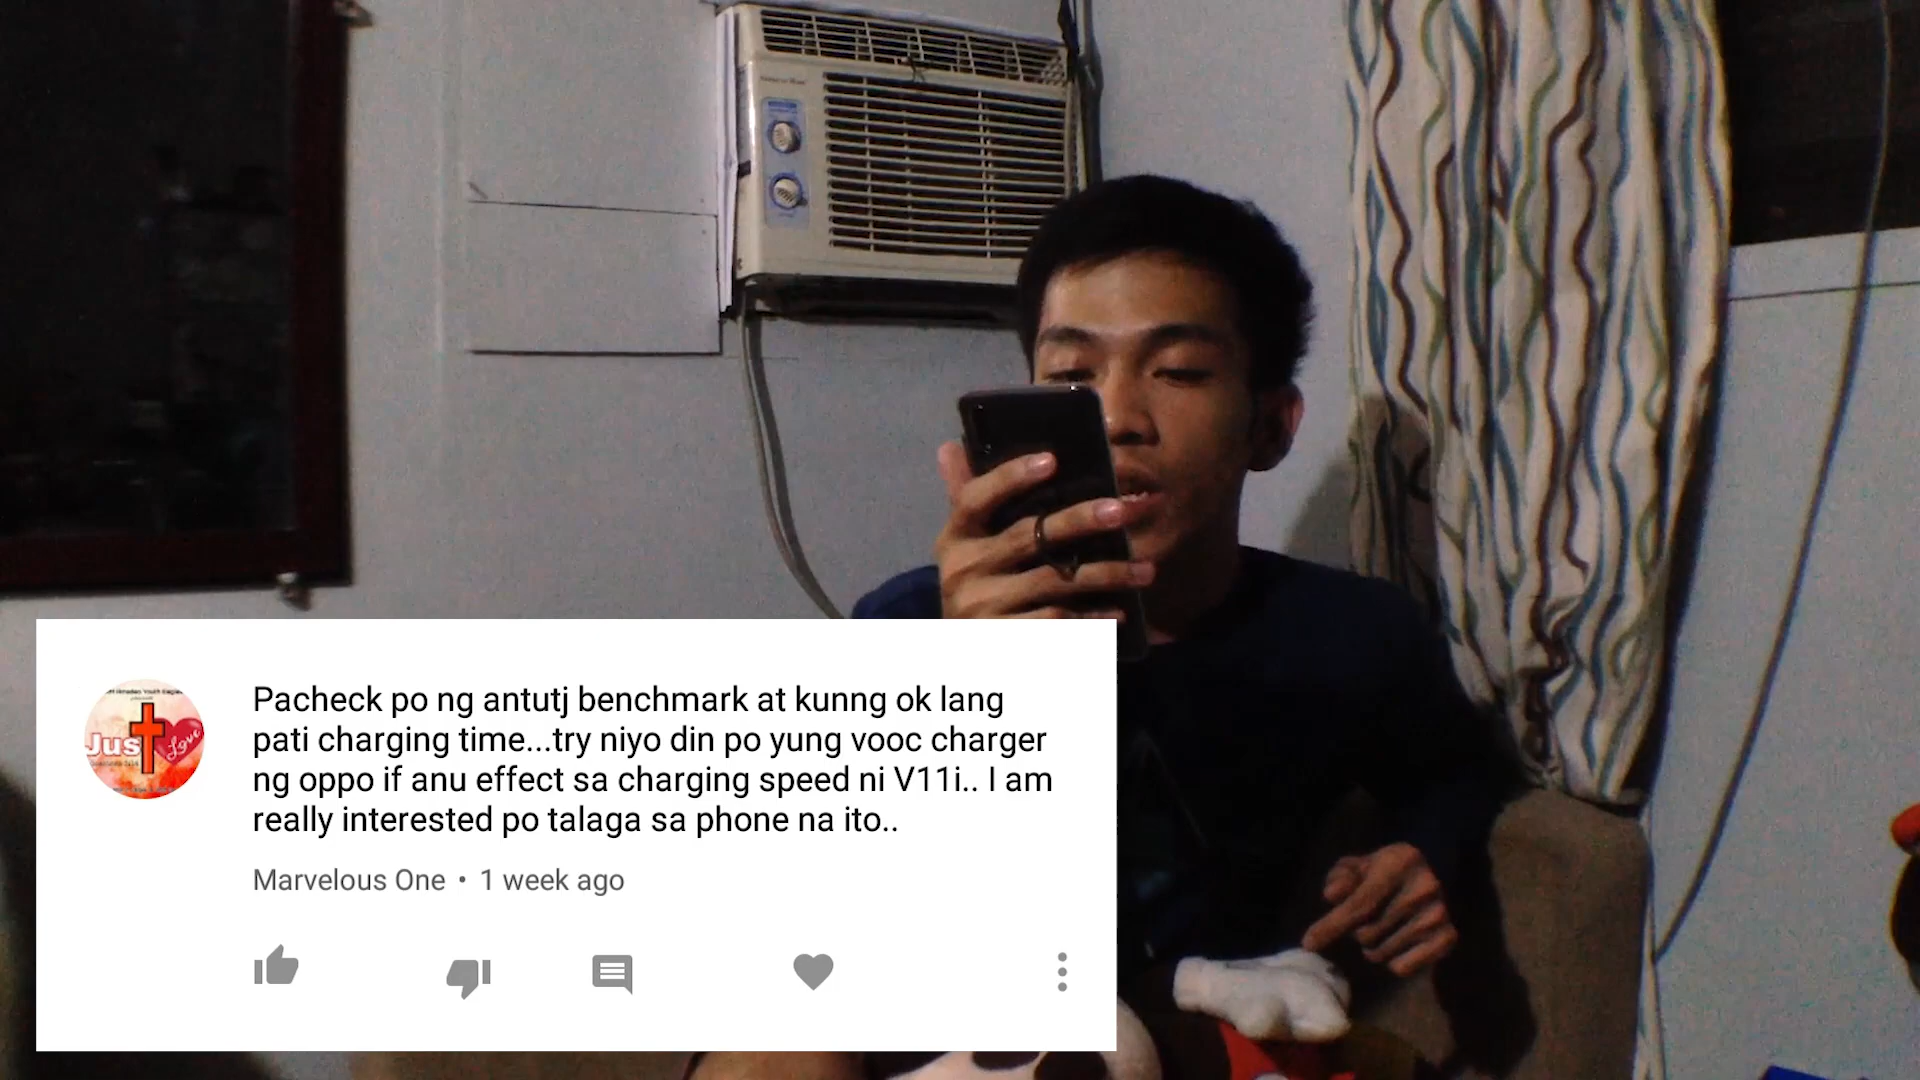 Jus
Love
Pacheck po ng antutj benchmark at kunng ok lang
pati charging time...try niyo din po yung vooc charger
ng oppo if anu effect sa charging speed ni V11i.. I am
really interested po talaga sa phone na ito..
Marvelous One • 1 week ago